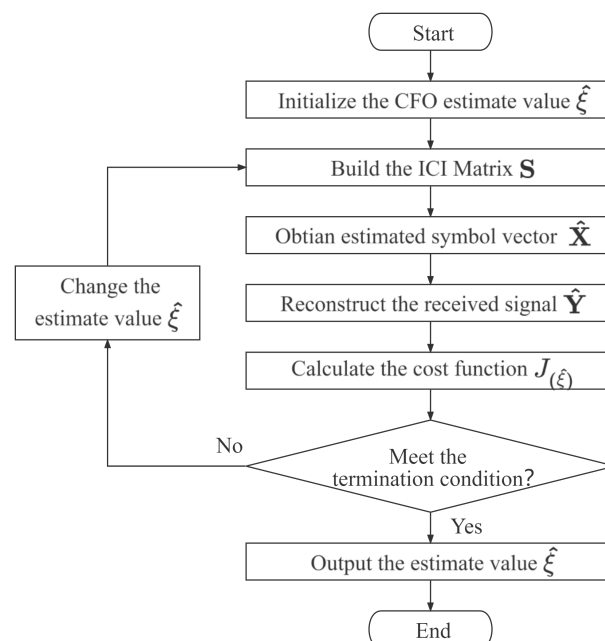 Start
Initialize the CFO estimate value ξ̂
Build the ICI Matrix S
Obtian estimated symbol vector X̂
Change the
estimate value ξ̂
Reconstruct the received signal Ŷ
Calculate the cost function J(ξ̂)
No
Meet the
termination condition?
Yes
Output the estimate value ξ̂
End